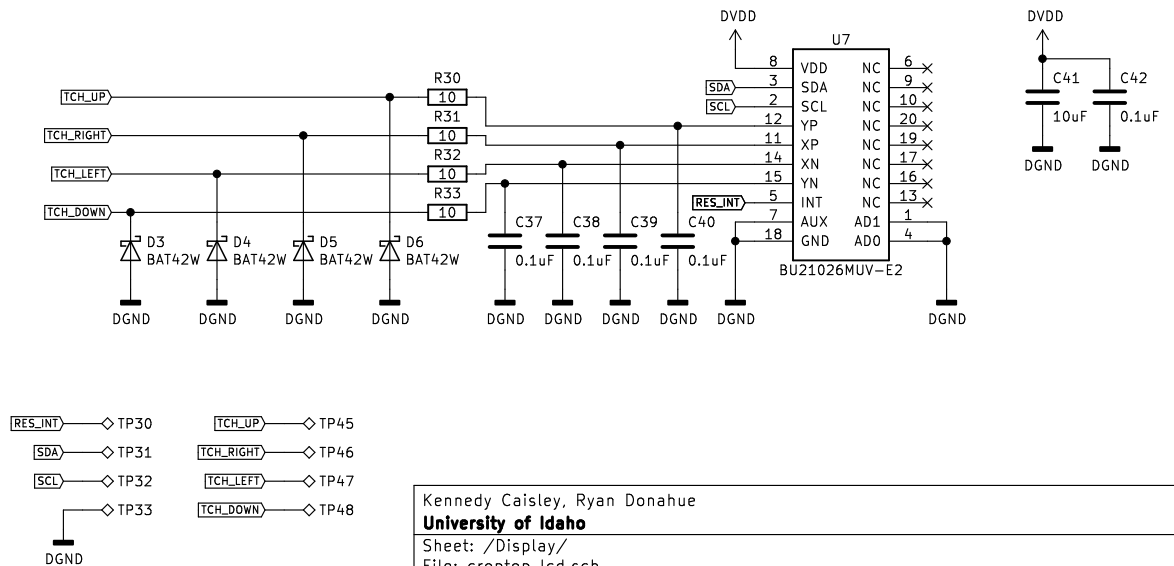 DVDD
U7
8 VDD NC 6
SDA 3 SDA NC 9
SCL 2 SCL NC 10
12 YP NC 20
11 XP NC 19
14 XN NC 17
15 YN NC 16
RES_INT 5 INT NC 13
7 AUX AD1 1
18 GND AD0 4
BU21026MUV-E2
DGND
DGND
DVDD
C41
10uF
C42
0.1uF
DGND
DGND
TCH_UP
R30
10
TCH_RIGHT
R31
10
TCH_LEFT
R32
10
TCH_DOWN
R33
10
D3
BAT42W
D4
BAT42W
D5
BAT42W
D6
BAT42W
C37
0.1uF
C38
0.1uF
C39
0.1uF
C40
0.1uF
DGND
DGND
DGND
DGND
DGND
DGND
DGND
DGND
RES_INT TP30
SDA TP31
SCL TP32
TP33
DGND
TCH_UP TP45
TCH_RIGHT TP46
TCH_LEFT TP47
TCH_DOWN TP48
Kennedy Caisley, Ryan Donahue
University of Idaho
Sheet: /Display/